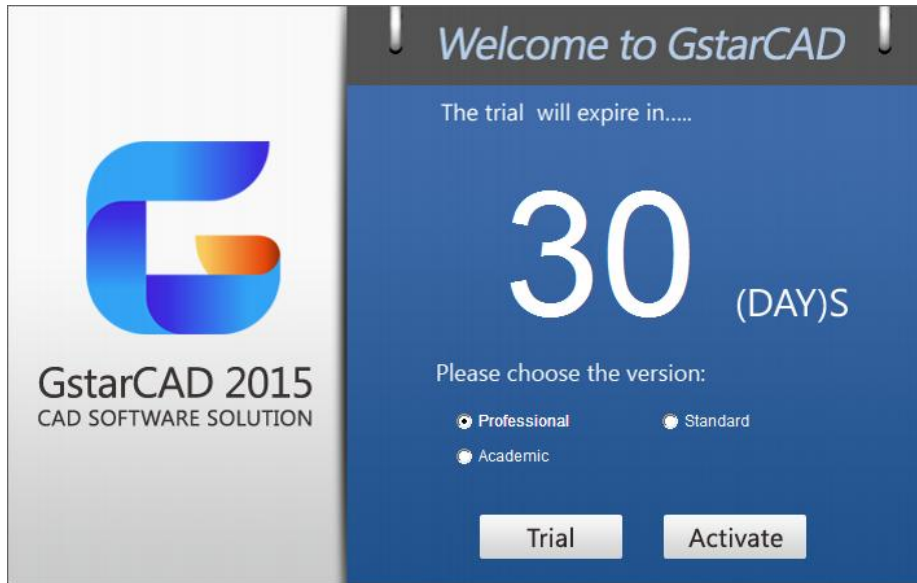 Welcome to GstarCAD
The trial will expire in.....
30 (DAY)S
GstarCAD 2015
CAD SOFTWARE SOLUTION
Please choose the version:
Professional Standard
Academic
Trial Activate